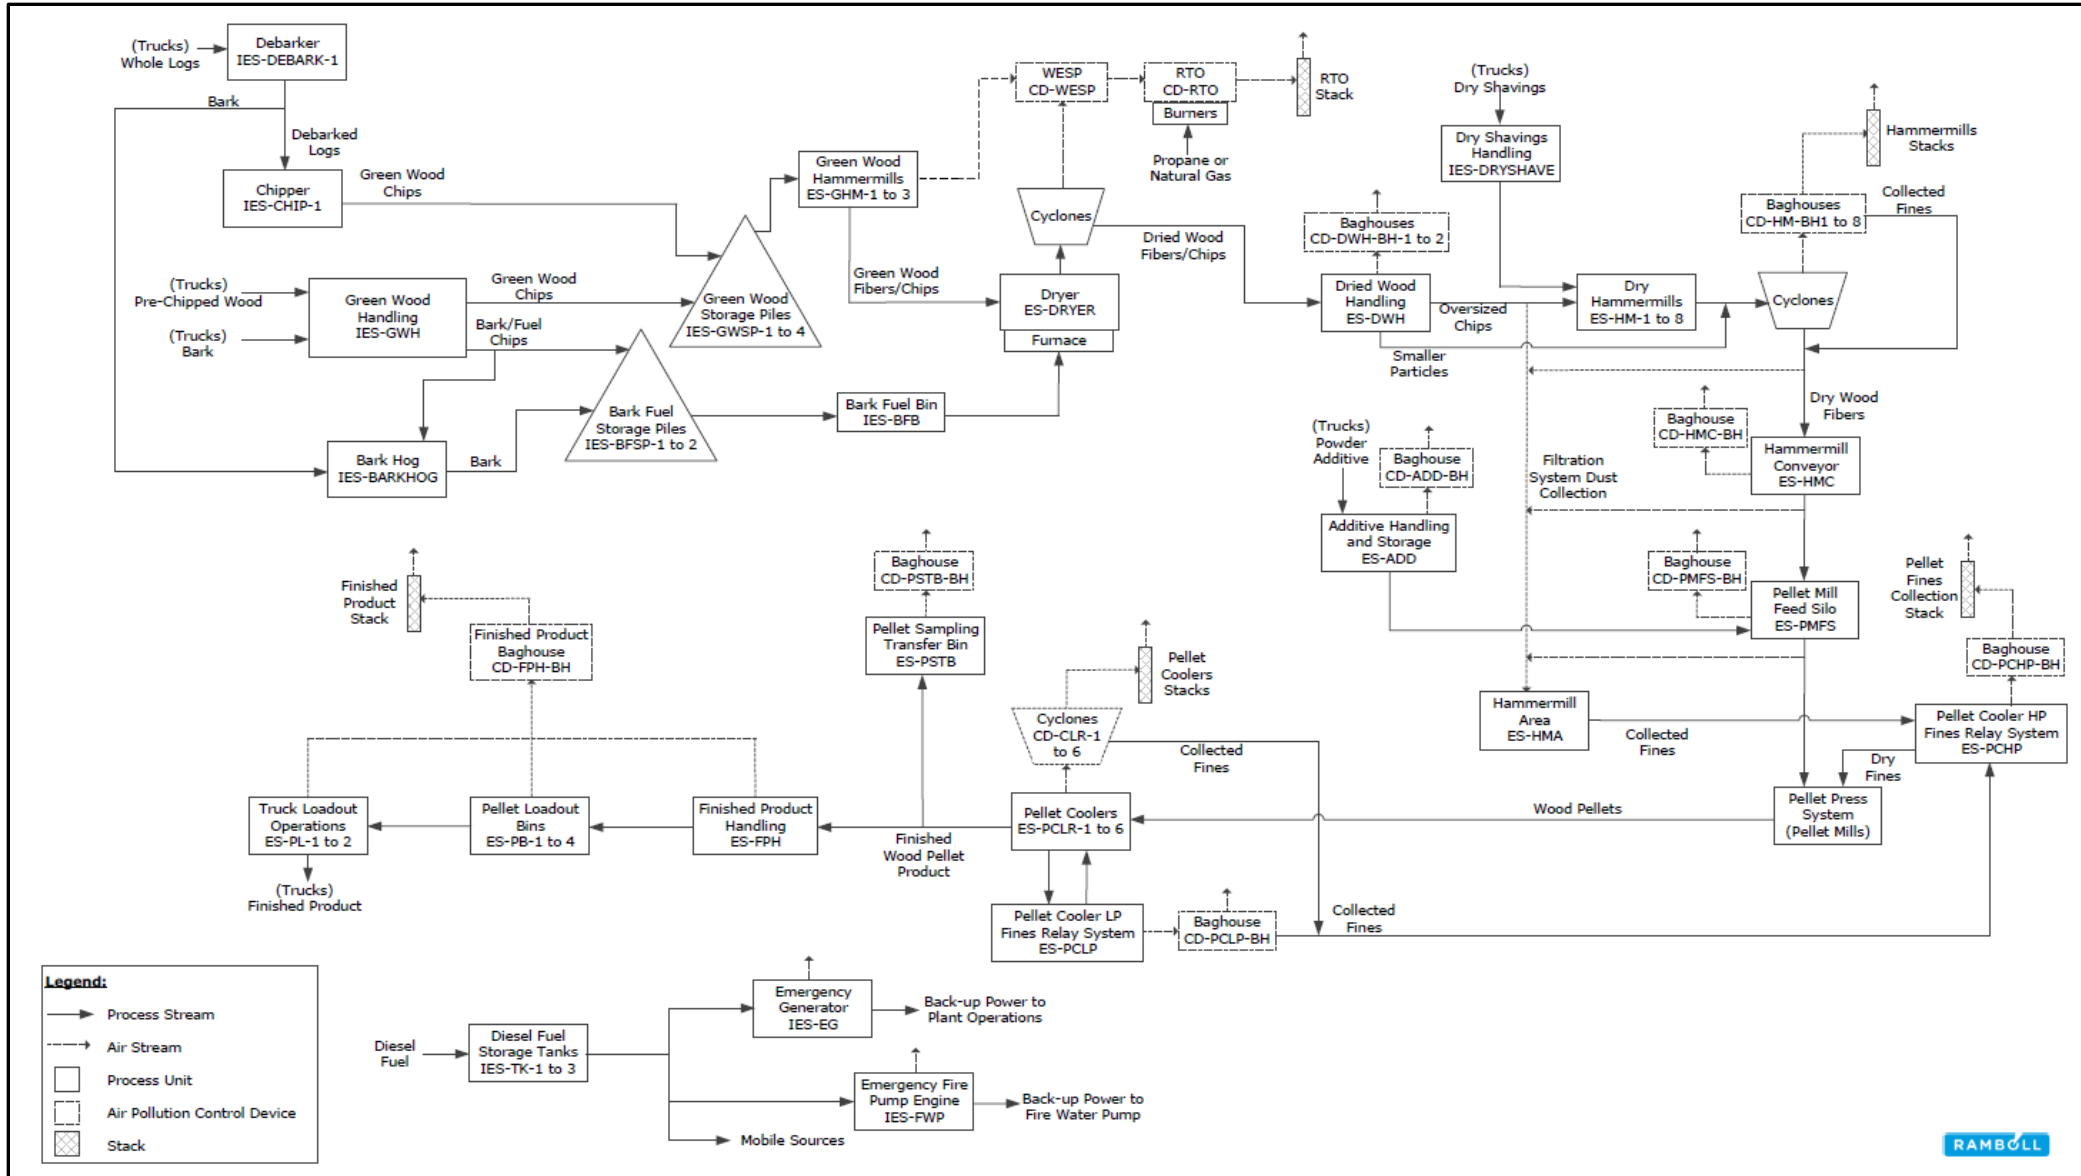 (Trucks)
Whole Logs
Debarker
IES-DEBARK-1
Bark
Debarked
Logs
Chipper
IES-CHIP-1
Green Wood
Chips
(Trucks)
Pre-Chipped Wood
(Trucks)
Bark
Green Wood
Handling
IES-GWH
Green Wood
Chips
Bark/Fuel
Chips
Green Wood
Storage Piles
IES-GWSP-1 to 4
Bark Hog
IES-BARKHOG
Bark
Bark Fuel
Storage Piles
IES-BFSP-1 to 2
Bark Fuel Bin
IES-BFB
Green Wood
Hammermills
ES-GHM-1 to 3
Green Wood
Fibers/Chips
WESP
CD-WESP
RTO
CD-RTO
Burners
Propane or
Natural Gas
RTO
Stack
Cyclones
Dryer
ES-DRYER
Furnace
Dried Wood
Fibers/Chips
Baghouses
CD-DWH-BH-1 to 2
Dried Wood
Handling
ES-DWH
Oversized
Chips
Smaller
Particles
(Trucks)
Dry Shavings
Dry Shavings
Handling
IES-DRYSHAVE
Dry
Hammermills
ES-HM-1 to 8
Cyclones
Baghouses
CD-HM-BH1 to 8
Hammermills
Stacks
Collected
Fines
Dry Wood
Fibers
Baghouse
CD-HMC-BH
Hammermill
Conveyor
ES-HMC
Filtration
System Dust
Collection
(Trucks)
Powder
Additive
Baghouse
CD-ADD-BH
Additive Handling
and Storage
ES-ADD
Baghouse
CD-PMFS-BH
Pellet Mill
Feed Silo
ES-PMFS
Pellet
Fines
Collection
Stack
Baghouse
CD-PCHP-BH
Hammermill
Area
ES-HMA
Collected
Fines
Pellet Cooler HP
Fines Relay System
ES-PCHP
Dry
Fines
Pellet Press
System
(Pellet Mills)
Wood Pellets
Finished
Product
Stack
Finished Product
Baghouse
CD-FPH-BH
Baghouse
CD-PSTB-BH
Pellet Sampling
Transfer Bin
ES-PSTB
Pellet
Coolers
Stacks
Cyclones
CD-CLR-1
to 6
Collected
Fines
Truck Loadout
Operations
ES-PL-1 to 2
Pellet Loadout
Bins
ES-PB-1 to 4
Finished Product
Handling
ES-FPH
Finished
Wood Pellet
Product
Pellet Coolers
ES-PCLR-1 to 6
(Trucks)
Finished Product
Pellet Cooler LP
Fines Relay System
ES-PCLP
Baghouse
CD-PCLP-BH
Collected
Fines
Legend:
Process Stream
Air Stream
Process Unit
Air Pollution Control Device
Stack
Diesel
Fuel
Diesel Fuel
Storage Tanks
IES-TK-1 to 3
Emergency
Generator
IES-EG
Back-up Power to
Plant Operations
Emergency Fire
Pump Engine
IES-FWP
Back-up Power to
Fire Water Pump
Mobile Sources
RAMBOLL